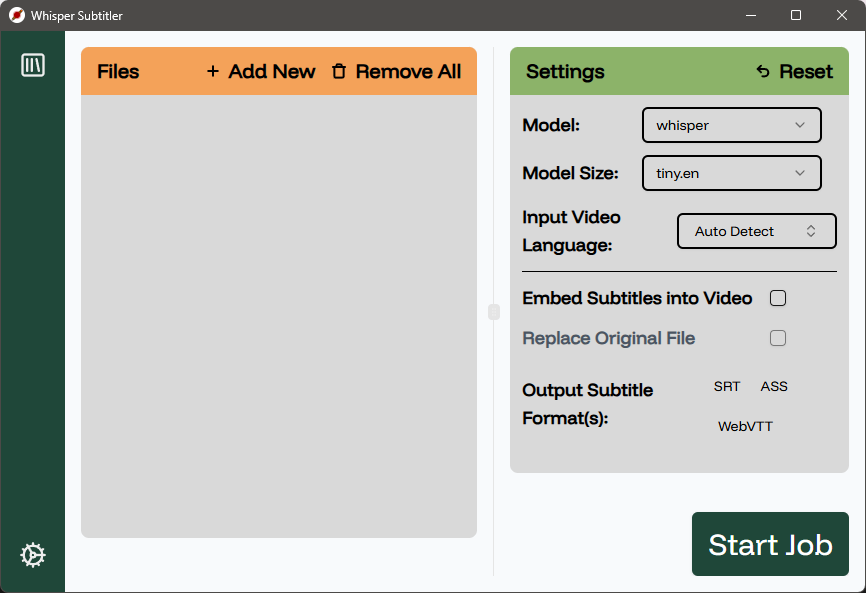 Whisper Subtitler
Files
Add New
Remove All
Settings
Reset
Model:
whisper
Model Size:
tiny.en
Input Video
Language:
Auto Detect
Embed Subtitles into Video
Replace Original File
Output Subtitle
Format(s):
SRT
ASS
WebVTT
Start Job